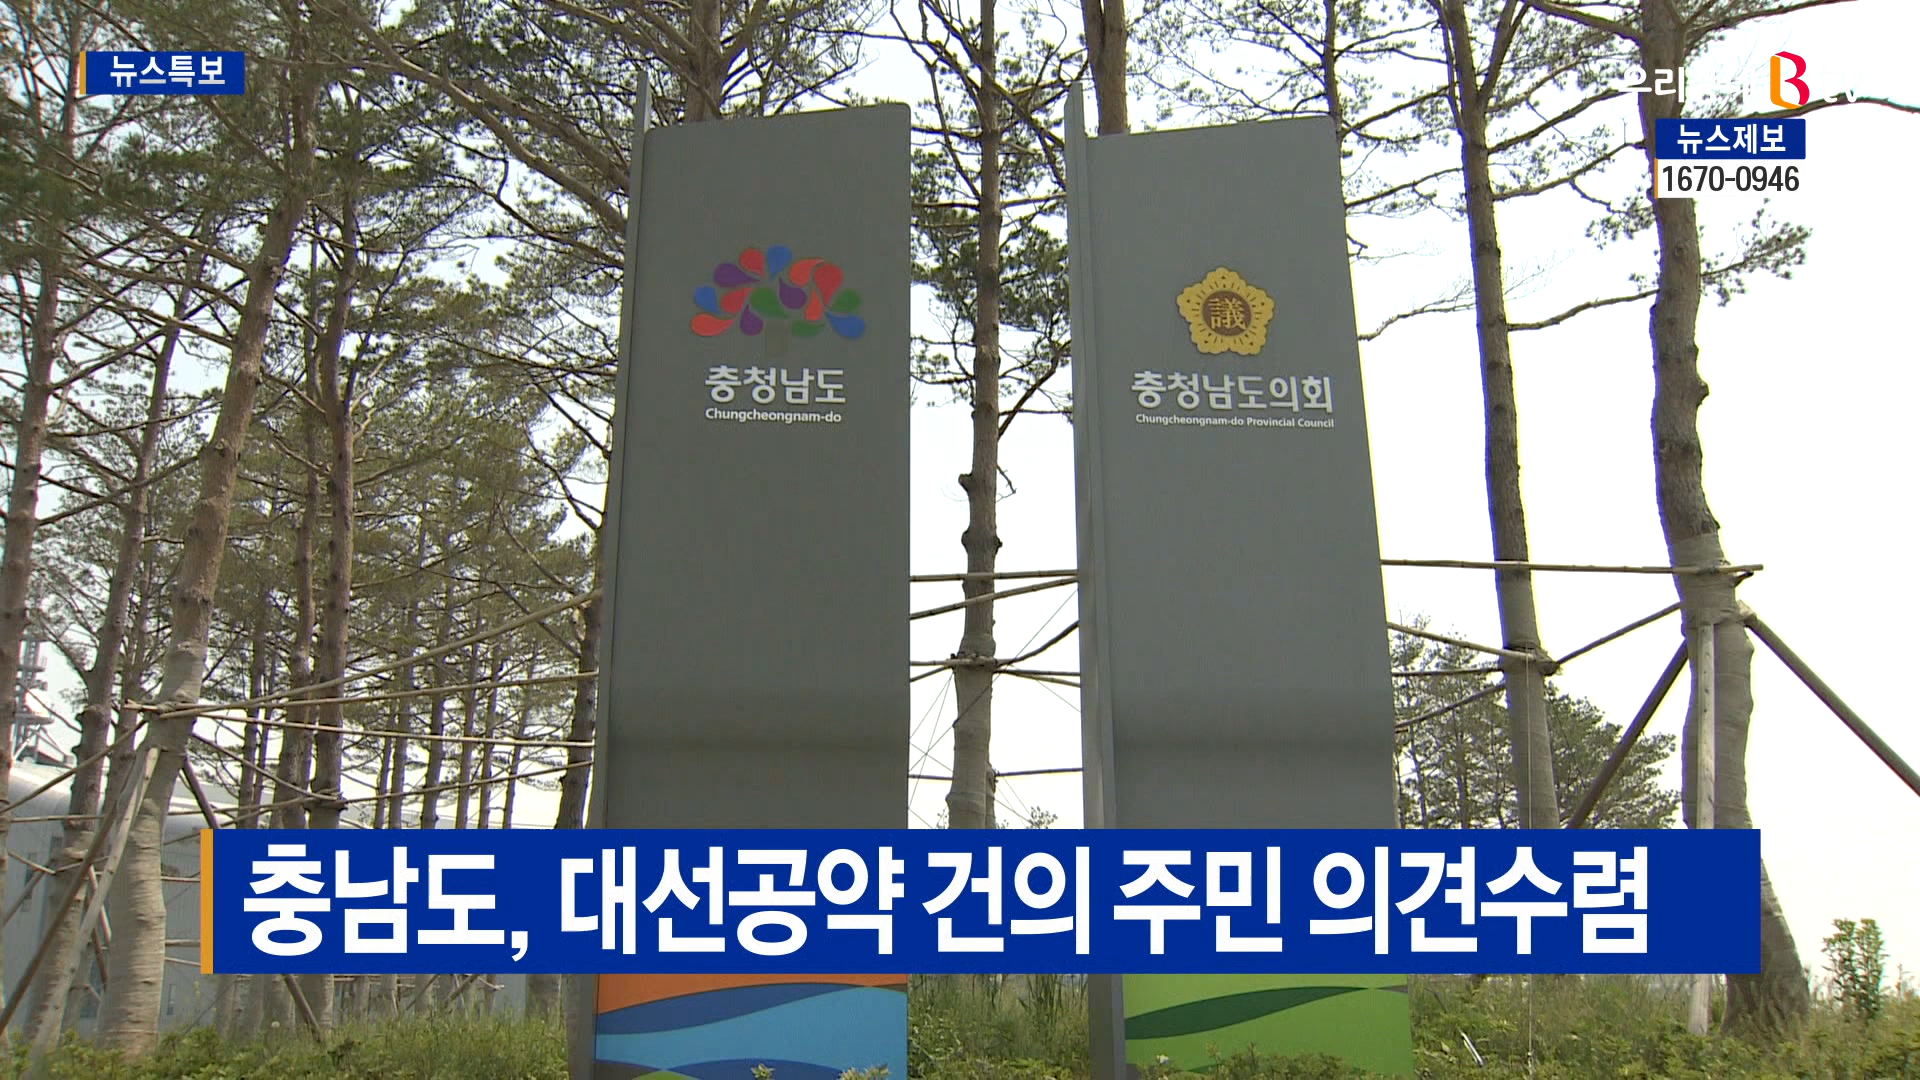 뉴스특보
B tv
뉴스제보
1670-0946
충청남도
Chungcheongnam-do
議
충청남도의회
Chungcheongnam-do Provincial Council
충남도, 대선공약 건의 주민 의견수렴